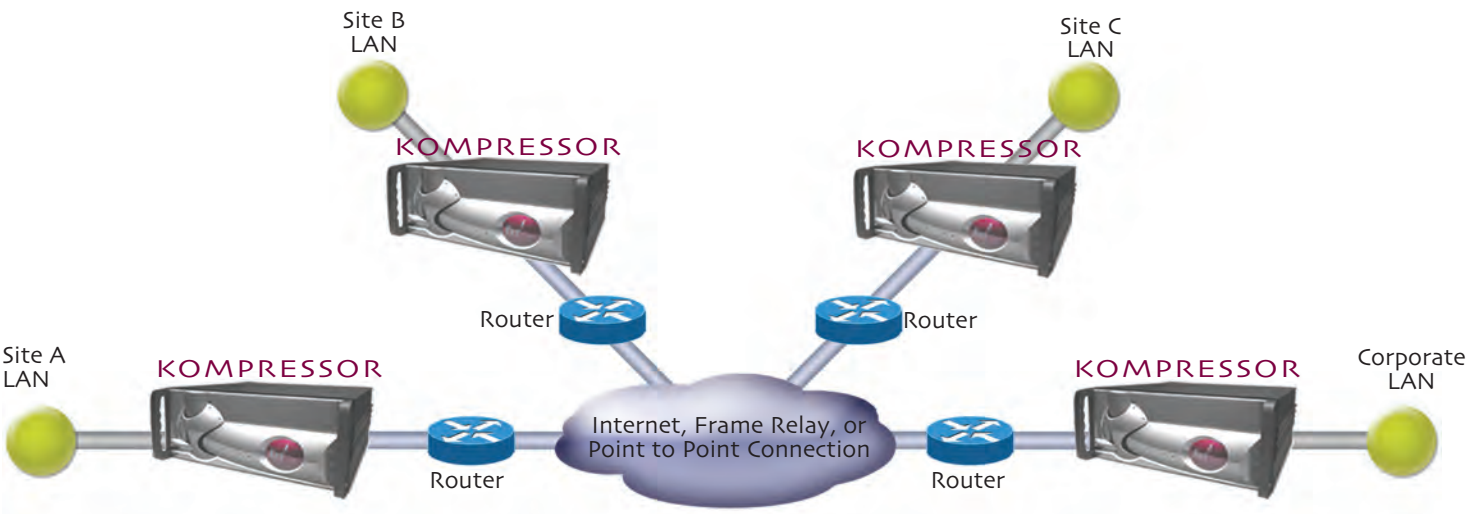 Site B
LAN
Site C
LAN
KOMPRESSOR
KOMPRESSOR
Router
Router
Site A
LAN
KOMPRESSOR
KOMPRESSOR
Corporate
LAN
Internet, Frame Relay, or
Point to Point Connection
Router
Router